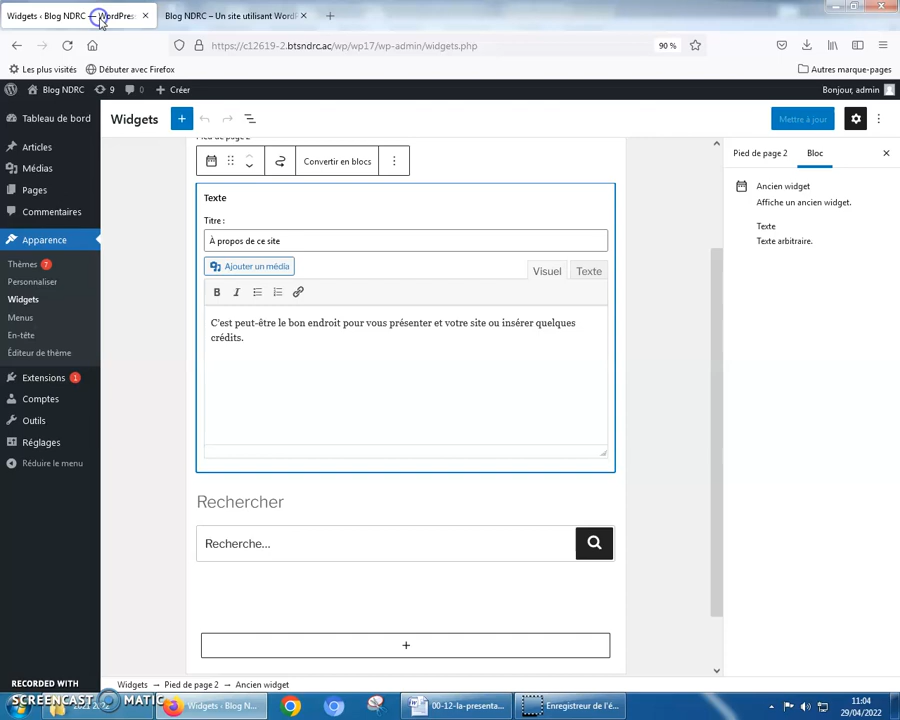 Widgets ‹ Blog NDRC — WordPres
Blog NDRC – Un site utilisant Word
https://c12619-2.btsndrc.ac/wp/wp17/wp-admin/widgets.php
90 %
Les plus visités
Débuter avec Firefox
Autres marque-pages
Blog NDRC
9
0
Créer
Bonjour, admin
Tableau de bord
Articles
Médias
Pages
Commentaires
Apparence
Thèmes 7
Personnaliser
Widgets
Menus
En-tête
Éditeur de thème
Extensions 1
Comptes
Outils
Réglages
Réduire le menu
Widgets
Mettre à jour
Pied de page 2
Convertir en blocs
Texte
Titre :
À propos de ce site
Ajouter un média
Visuel
Texte
B I
C'est peut-être le bon endroit pour vous présenter et votre site ou insérer quelques
crédits.
Rechercher
Recherche…
+
Pied de page 2
Bloc
Ancien widget
Affiche un ancien widget.
Texte
Texte arbitraire.
Widgets → Pied de page 2 → Ancien widget
RECORDED WITH
SCREENCAST MATIC
Widgets ‹ Blog N...
00-12-la-presenta...
Enregistreur de l'é...
11:04
29/04/2022